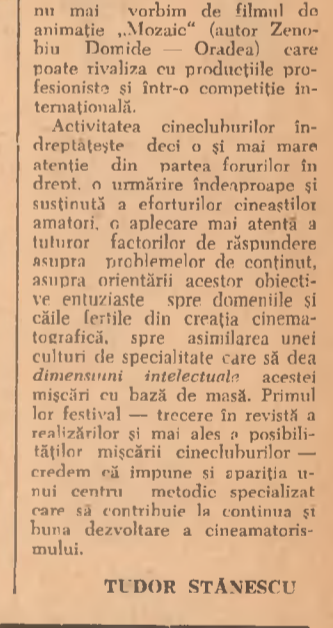 nu mai vorbim de filmul de
animație „Mozaic“ (autor Zeno-
biu Domide — Oradea) care
poate rivaliza cu producțiile pro-
fesioniste și într-o competiție in-
ternațională.
Activitatea cinecluburilor în-
dreptățește deci o și mai mare
atenție din partea forurilor în
drept, o urmărire îndeaproape și
susținută a eforturilor cineaștilor
amatori, o aplecare mai atentă a
tuturor factorilor de răspundere
asupra problemelor de conținut,
asupra orientării acestor obiecti-
ve entuziaste spre domeniile și
căile fertile din creația cinema-
tografică, spre asimilarea unei
culturi de specialitate care să dea
dimensiuni intelectuale acestei
mișcări cu bază de masă. Primul
lor festival — trecere în revistă a
realizărilor și mai ales a posibili-
tăților mișcării cinecluburilor —
credem că impune si apariția u-
nui centru metodic specializat
care să contribuie la continua și
buna dezvoltare a cineamatoris-
mului.
TUDOR STĂNESCU